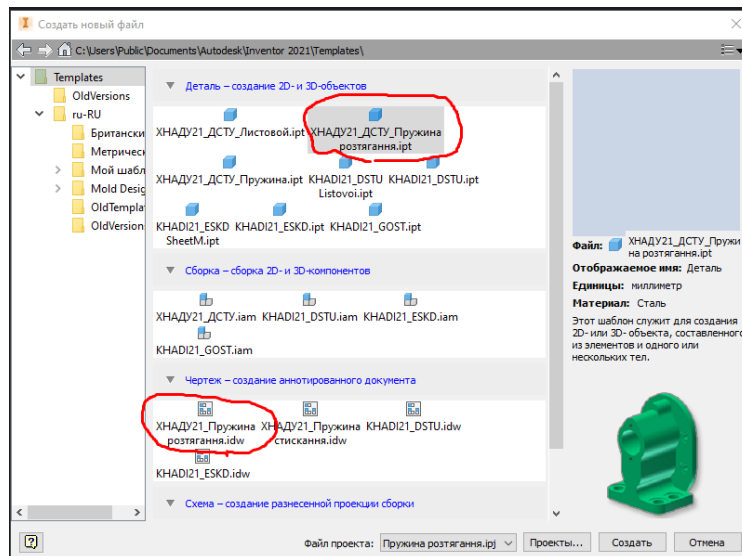 Создать новый файл
C:\Users\Public\Documents\Autodesk\Inventor 2021\Templates\
Templates
OldVersions
ru-RU
Британски
Метрическ
Мой шабл
Mold Desig
OldTempla
OldVersion
Деталь – создание 2D- и 3D-объектов
ХНАДУ21_ДСТУ_Листовой.ipt
ХНАДУ21_ДСТУ_Пружина
розтягання.ipt
ХНАДУ21_ДСТУ_Пружина.ipt
KHADI21_DSTU
Listovoi.ipt
KHADI21_DSTU.ipt
KHADI21_ESKD
SheetM.ipt
KHADI21_ESKD.ipt
KHADI21_GOST.ipt
Сборка – сборка 2D- и 3D-компонентов
ХНАДУ21_ДСТУ.iam
KHADI21_DSTU.iam
KHADI21_ESKD.iam
KHADI21_GOST.iam
Чертеж – создание аннотированного документа
ХНАДУ21_Пружина
розтягання.idw
ХНАДУ21_Пружина
стискання.idw
KHADI21_DSTU.idw
KHADI21_ESKD.idw
Схема – создание разнесенной проекции сборки
Файл: ХНАДУ21_ДСТУ_Пружи
на розтягання.ipt
Отображаемое имя: Деталь
Единицы: миллиметр
Материал: Сталь
Этот шаблон служит для создания
2D- или 3D- объекта, составленного
из элементов и одного или
нескольких тел.
Файл проекта: Пружина розтягання.ipj
Проекты...
Создать
Отмена